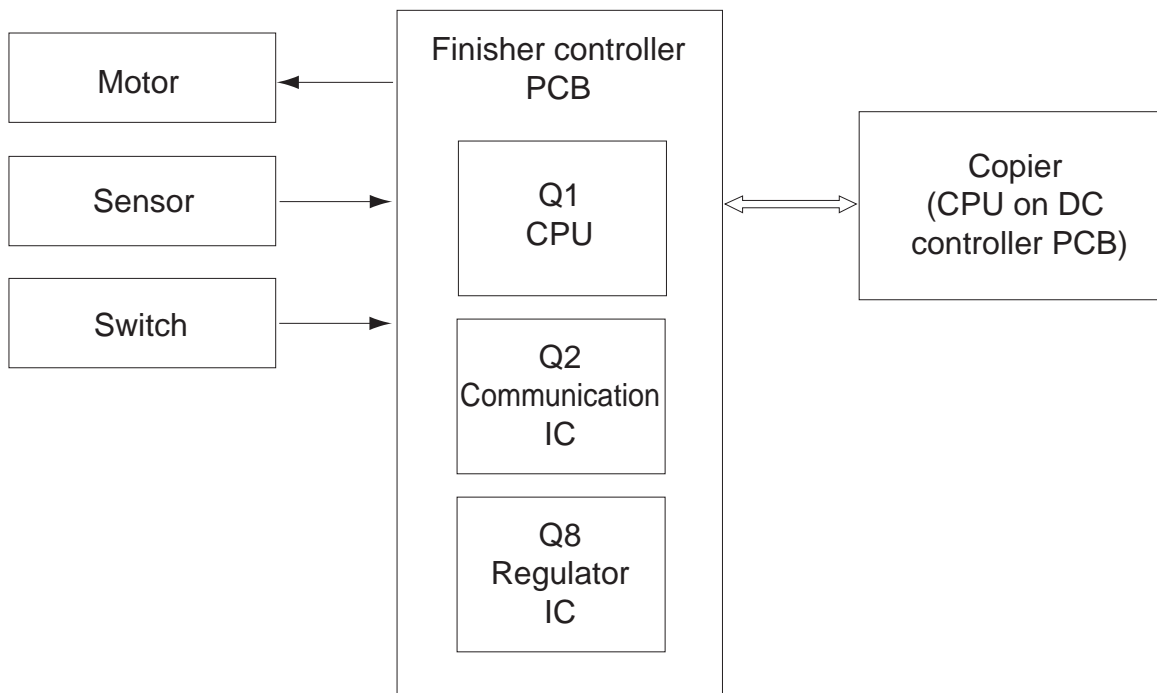 Motor
Sensor
Switch
Finisher controller
PCB
Q1
CPU
Q2
Communication
IC
Q8
Regulator
IC
Copier
(CPU on DC
controller PCB)